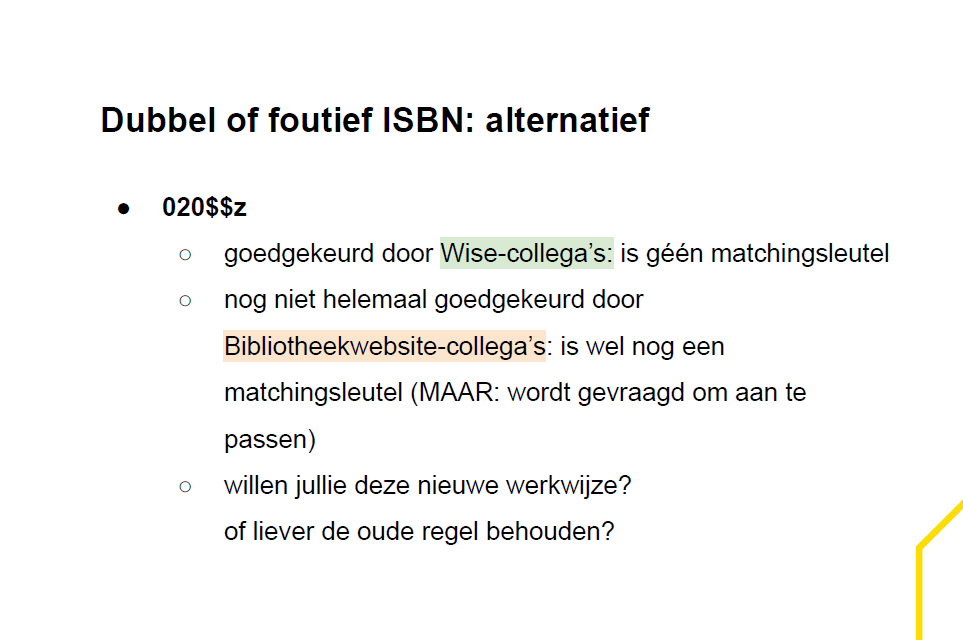 Dubbel of foutief ISBN: alternatief
● 020$$z
○ goedgekeurd door Wise-collega’s: is géén matchingsleutel
○ nog niet helemaal goedgekeurd door
Bibliotheekwebsite-collega’s: is wel nog een
matchingsleutel (MAAR: wordt gevraagd om aan te
passen)
○ willen jullie deze nieuwe werkwijze?
of liever de oude regel behouden?